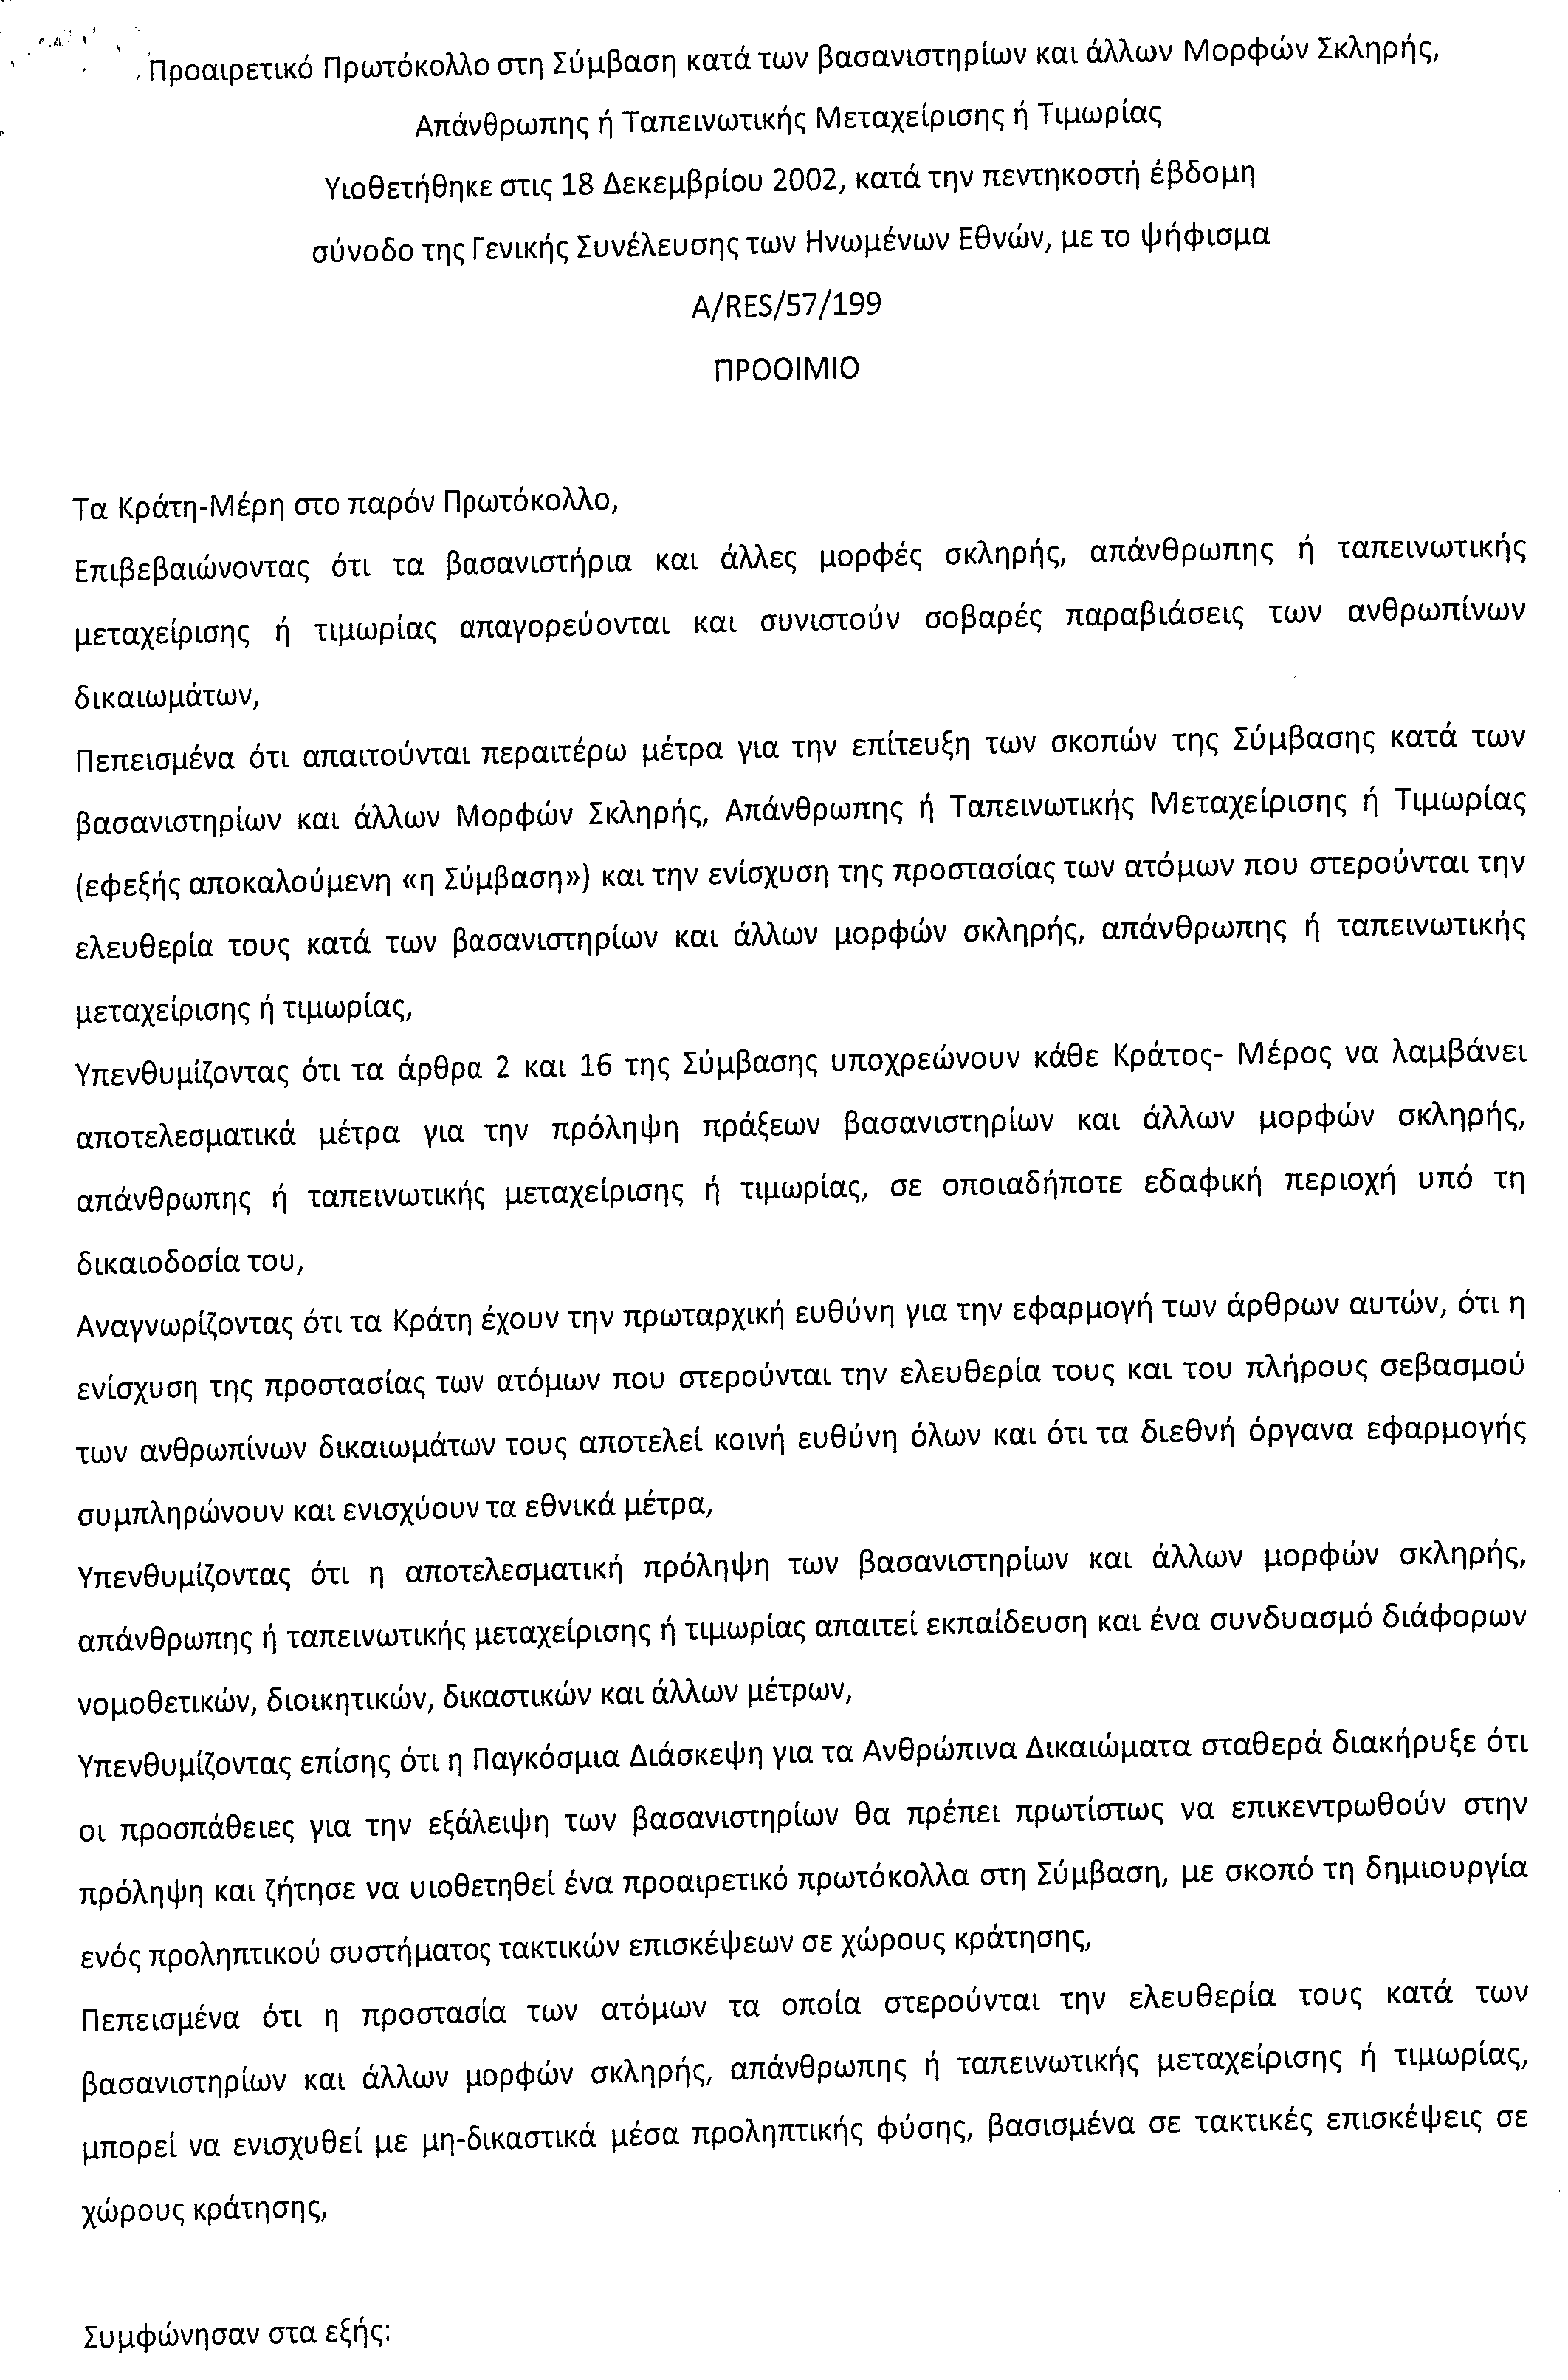 Προαιρετικό Πρωτόκολλο στη Σύμβαση κατά των βασανιστηρίων και άλλων Μορφών Σκληρής,
Απάνθρωπης ή Ταπεινωτικής Μεταχείρισης ή Τιμωρίας
Υιοθετήθηκε στις 18 Δεκεμβρίου 2002, κατά την πεντηκοστή έβδομη
σύνοδο της Γενικής Συνέλευσης των Ηνωμένων Εθνών, με το ψήφισμα
A/RES/57/199
ΠΡΟΟΙΜΙΟ
Τα Κράτη-Μέρη στο παρόν Πρωτόκολλο,
Επιβεβαιώνοντας ότι τα βασανιστήρια και άλλες μορφές σκληρής, απάνθρωπης ή ταπεινωτικής
μεταχείρισης ή τιμωρίας απαγορεύονται και συνιστούν σοβαρές παραβιάσεις των ανθρωπίνων
δικαιωμάτων,
Πεπεισμένα ότι απαιτούνται περαιτέρω μέτρα για την επίτευξη των σκοπών της Σύμβασης κατά των
βασανιστηρίων και άλλων Μορφών Σκληρής, Απάνθρωπης ή Ταπεινωτικής Μεταχείρισης ή Τιμωρίας
(εφεξής αποκαλούμενη «η Σύμβαση») και την ενίσχυση της προστασίας των ατόμων που στερούνται την
ελευθερία τους κατά των βασανιστηρίων και άλλων μορφών σκληρής, απάνθρωπης ή ταπεινωτικής
μεταχείρισης ή τιμωρίας,
Υπενθυμίζοντας ότι τα άρθρα 2 και 16 της Σύμβασης υποχρεώνουν κάθε Κράτος- Μέρος να λαμβάνει
αποτελεσματικά μέτρα για την πρόληψη πράξεων βασανιστηρίων και άλλων μορφών σκληρής,
απάνθρωπης ή ταπεινωτικής μεταχείρισης ή τιμωρίας, σε οποιαδήποτε εδαφική περιοχή υπό τη
δικαιοδοσία του,
Αναγνωρίζοντας ότι τα Κράτη έχουν την πρωταρχική ευθύνη για την εφαρμογή των άρθρων αυτών, ότι η
ενίσχυση της προστασίας των ατόμων που στερούνται την ελευθερία τους και του πλήρους σεβασμού
των ανθρωπίνων δικαιωμάτων τους αποτελεί κοινή ευθύνη όλων και ότι τα διεθνή όργανα εφαρμογής
συμπληρώνουν και ενισχύουν τα εθνικά μέτρα,
Υπενθυμίζοντας ότι η αποτελεσματική πρόληψη των βασανιστηρίων και άλλων μορφών σκληρής,
απάνθρωπης ή ταπεινωτικής μεταχείρισης ή τιμωρίας απαιτεί εκπαίδευση και ένα συνδυασμό διάφορων
νομοθετικών, διοικητικών, δικαστικών και άλλων μέτρων,
Υπενθυμίζοντας επίσης ότι η Παγκόσμια Διάσκεψη για τα Ανθρώπινα Δικαιώματα σταθερά διακήρυξε ότι
οι προσπάθειες για την εξάλειψη των βασανιστηρίων θα πρέπει πρωτίστως να επικεντρωθούν στην
πρόληψη και ζήτησε να υιοθετηθεί ένα προαιρετικό πρωτόκολλα στη Σύμβαση, με σκοπό τη δημιουργία
ενός προληπτικού συστήματος τακτικών επισκέψεων σε χώρους κράτησης,
Πεπεισμένα ότι η προστασία των ατόμων τα οποία στερούνται την ελευθερία τους κατά των
βασανιστηρίων και άλλων μορφών σκληρής, απάνθρωπης ή ταπεινωτικής μεταχείρισης ή τιμωρίας,
μπορεί να ενισχυθεί με μη-δικαστικά μέσα προληπτικής φύσης, βασισμένα σε τακτικές επισκέψεις σε
χώρους κράτησης,
Συμφώνησαν στα εξής: